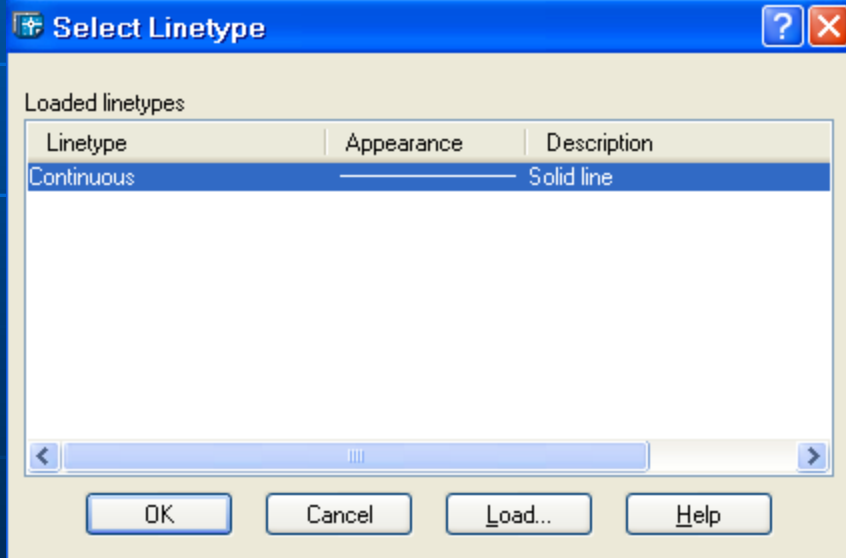 Select Linetype
?
Loaded linetypes
Linetype Appearance Description
Continuous Solid line
OK Cancel Load... Help